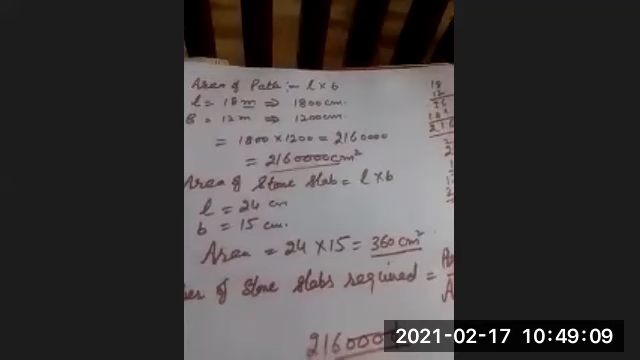 Area of Path :- l x b
l = 18 m ⇒ 1800 cm.
B = 12 m ⇒ 1200 cm.
= 1800 x 1200 = 2160000
= 2160000 cm²
Area of Stone Slab = l x b
l = 24 cm
b = 15 cm.
Area = 24 x 15 = 360 cm²
of Stone Slabs required =
2021-02-17 10:49:09